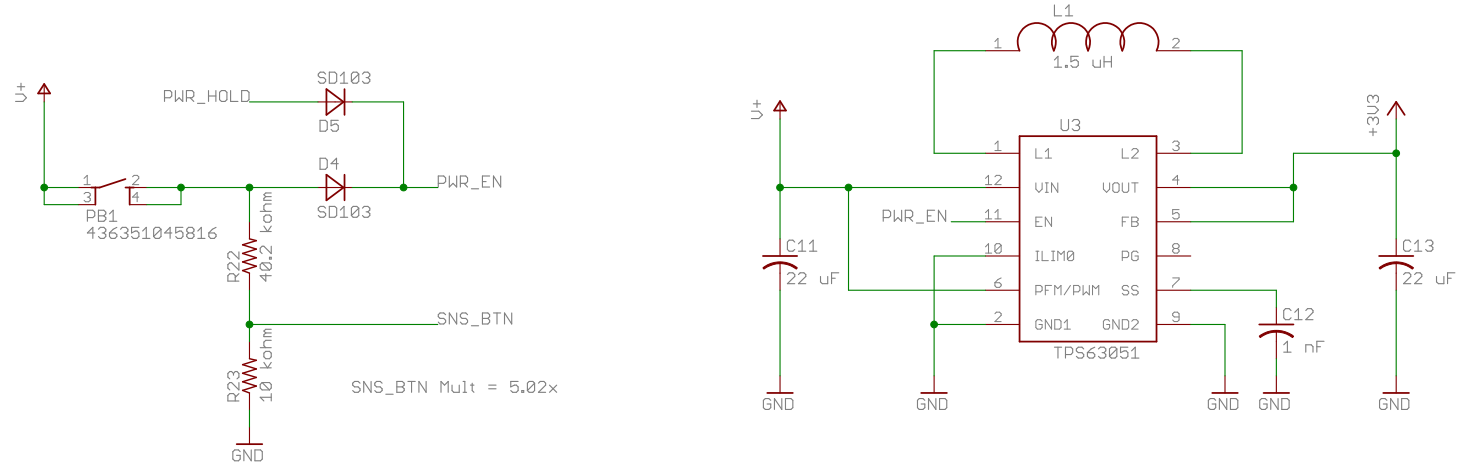 V+
PWR_HOLD
SD103
D5
D4
SD103
PWR_EN
1
2
3
4
PB1
436351045816
R22
40.2 kohm
SNS_BTN
R23
10 kohm
SNS_BTN Mult = 5.02x
GND
L1
1
2
1.5 uH
V+
+3V3
U3
1
L1
L2
3
12
VIN
VOUT
4
PWR_EN
11
EN
FB
5
10
ILIM0
PG
8
6
PFM/PWM
SS
7
2
GND1
GND2
9
TPS63051
C11
22 uF
C13
22 uF
C12
1 nF
GND
GND
GND
GND
GND